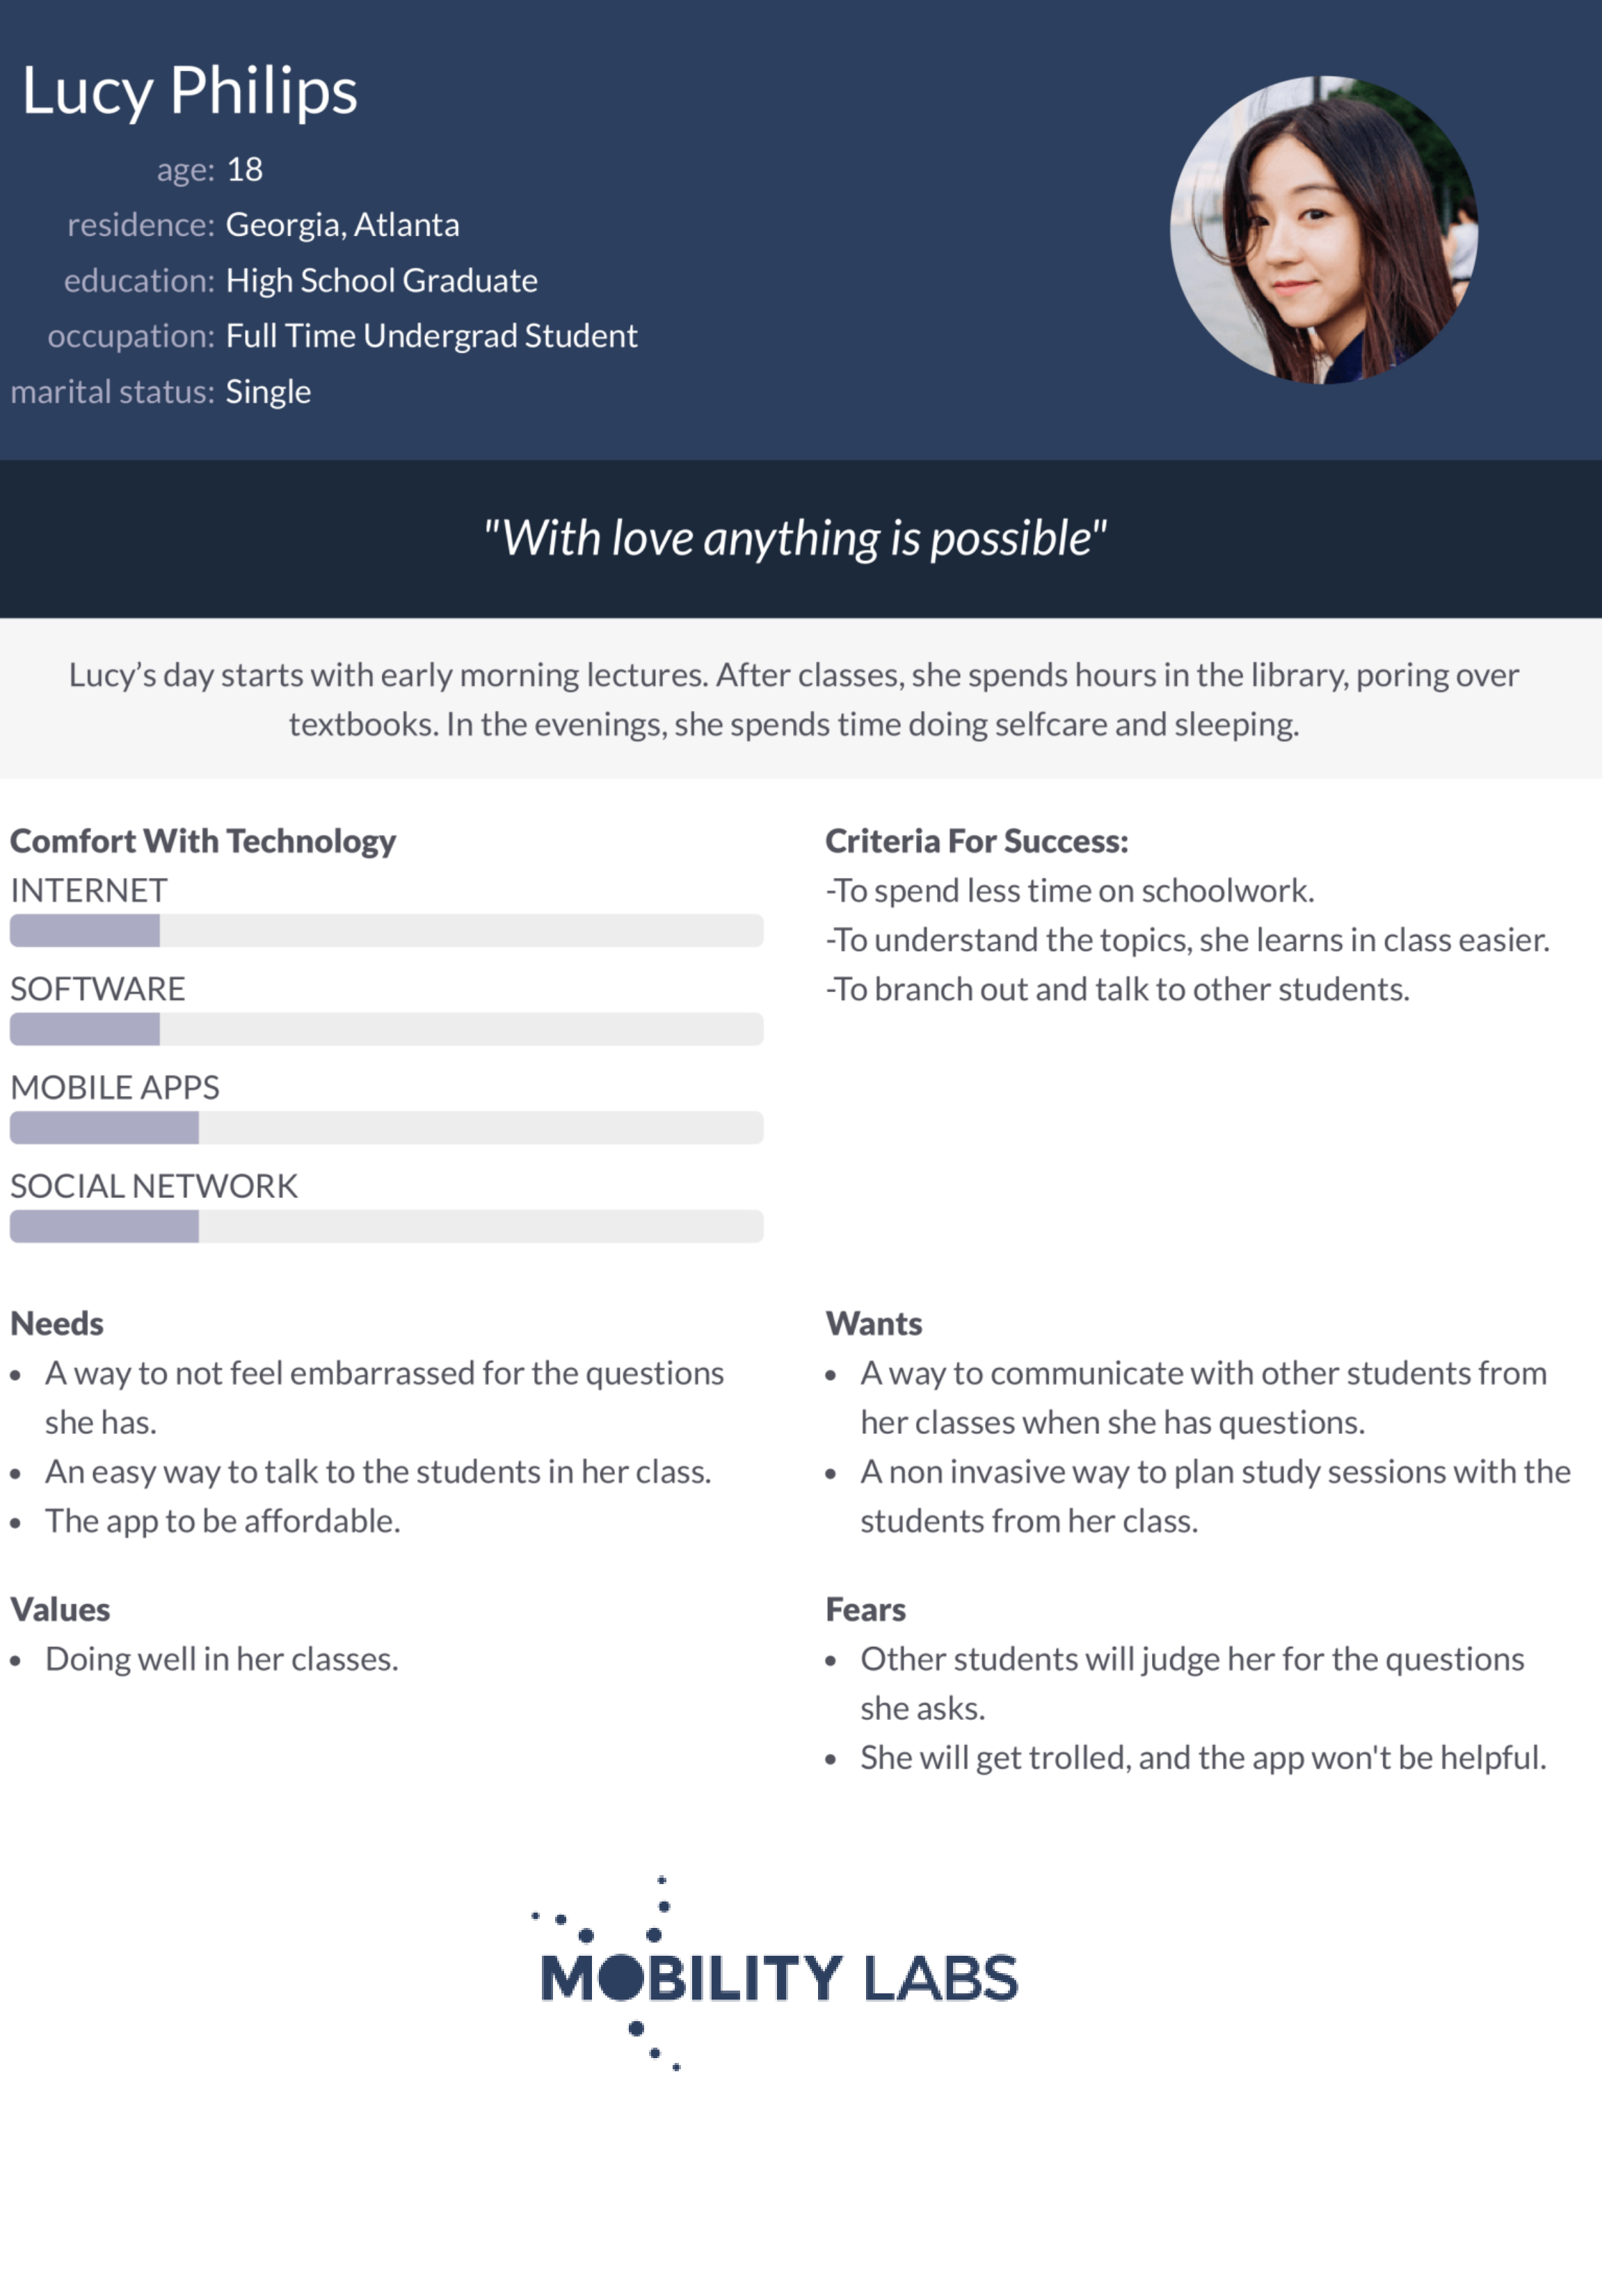 Lucy Philips
age: 18
residence: Georgia, Atlanta
education: High School Graduate
occupation: Full Time Undergrad Student
marital status: Single
"With love anything is possible"
Lucy’s day starts with early morning lectures. After classes, she spends hours in the library, poring over
textbooks. In the evenings, she spends time doing selfcare and sleeping.
Comfort With Technology
INTERNET
SOFTWARE
MOBILE APPS
SOCIAL NETWORK
Criteria For Success:
-To spend less time on schoolwork.
-To understand the topics, she learns in class easier.
-To branch out and talk to other students.
Needs
• A way to not feel embarrassed for the questions
she has.
• An easy way to talk to the students in her class.
• The app to be affordable.
Wants
• A way to communicate with other students from
her classes when she has questions.
• A non invasive way to plan study sessions with the
students from her class.
Values
• Doing well in her classes.
Fears
• Other students will judge her for the questions
she asks.
• She will get trolled, and the app won't be helpful.
MOBILITY LABS